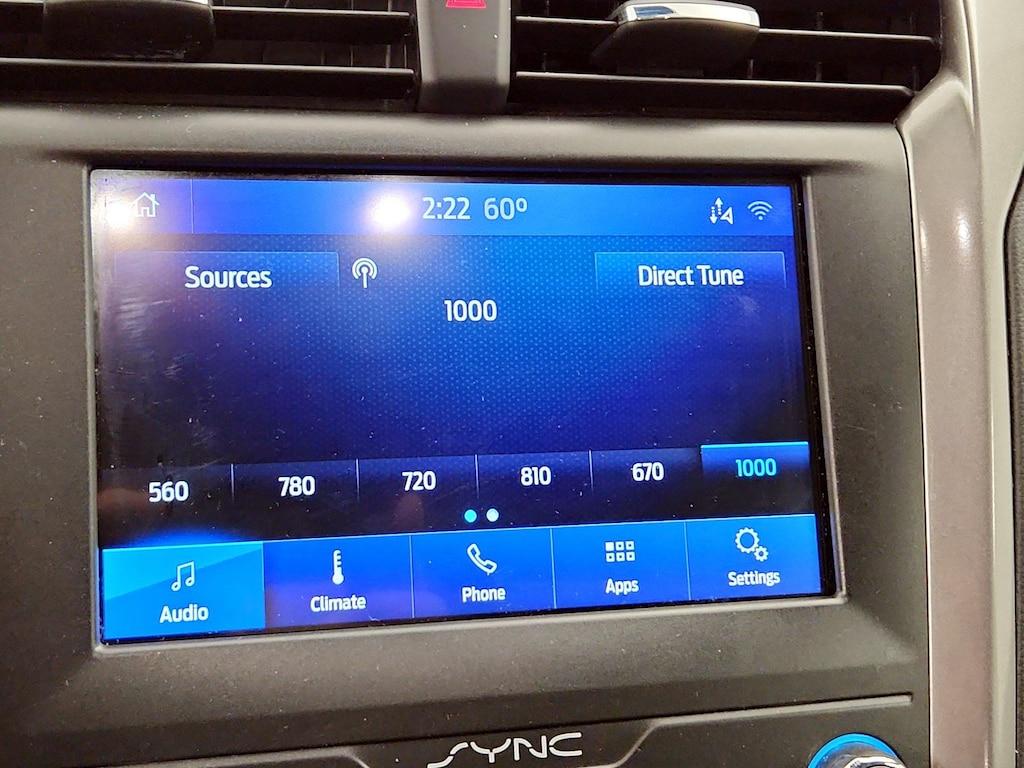 2:22 60°
Sources
Direct Tune
1000
560 780 720 810 670 1000
Audio Climate Phone Apps Settings
SYNC